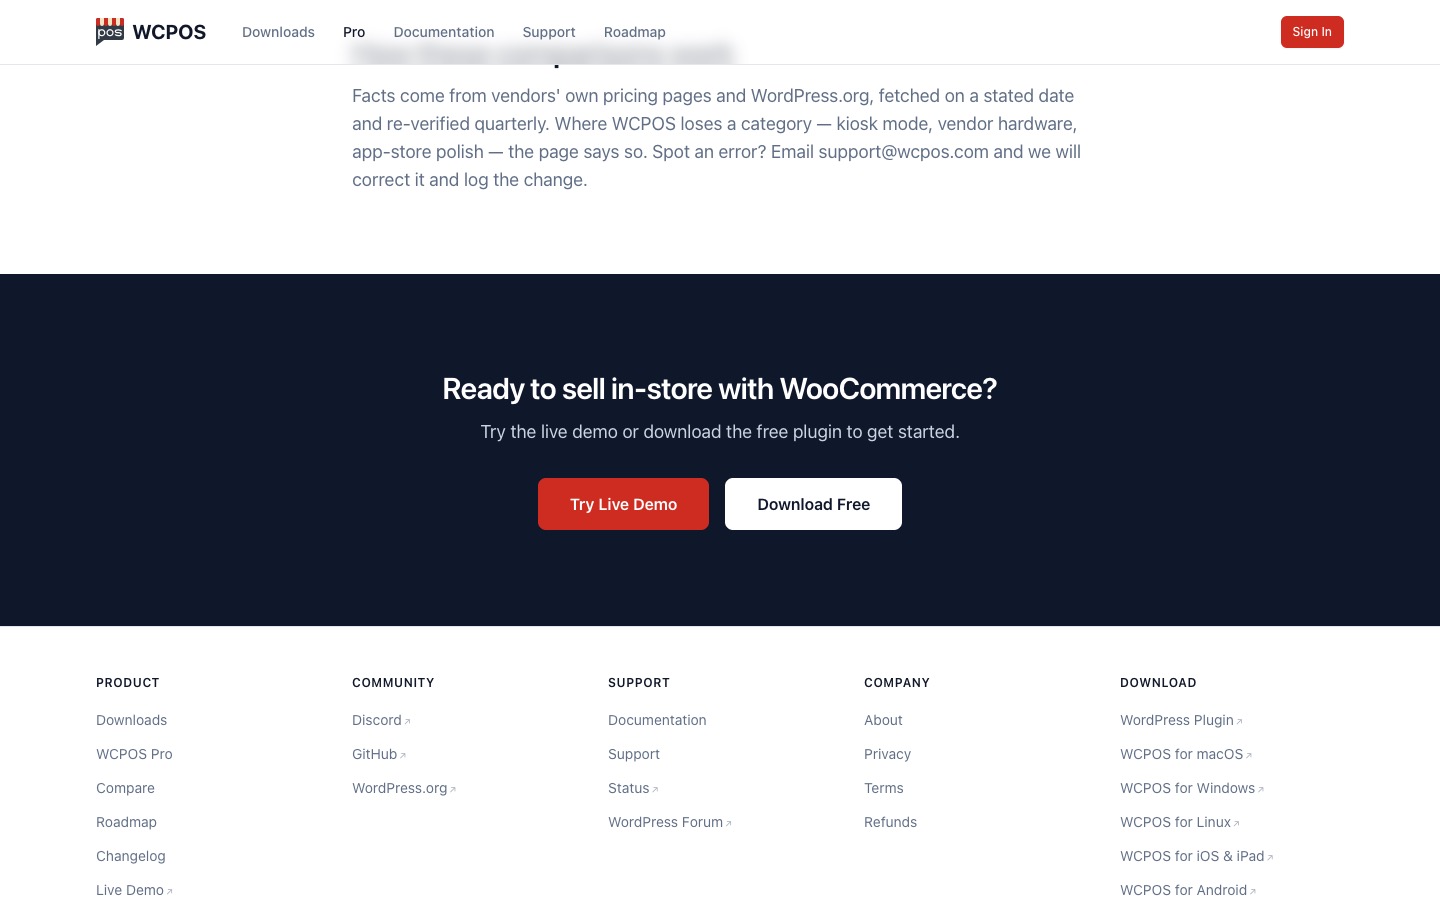 pos WCPOS Downloads Pro Documentation Support Roadmap Sign In
Facts come from vendors' own pricing pages and WordPress.org, fetched on a stated date
and re-verified quarterly. Where WCPOS loses a category — kiosk mode, vendor hardware,
app-store polish — the page says so. Spot an error? Email support@wcpos.com and we will
correct it and log the change.
Ready to sell in-store with WooCommerce?
Try the live demo or download the free plugin to get started.
Try Live Demo Download Free
PRODUCT
Downloads
WCPOS Pro
Compare
Roadmap
Changelog
Live Demo
COMMUNITY
Discord
GitHub
WordPress.org
SUPPORT
Documentation
Support
Status
WordPress Forum
COMPANY
About
Privacy
Terms
Refunds
DOWNLOAD
WordPress Plugin
WCPOS for macOS
WCPOS for Windows
WCPOS for Linux
WCPOS for iOS & iPad
WCPOS for Android